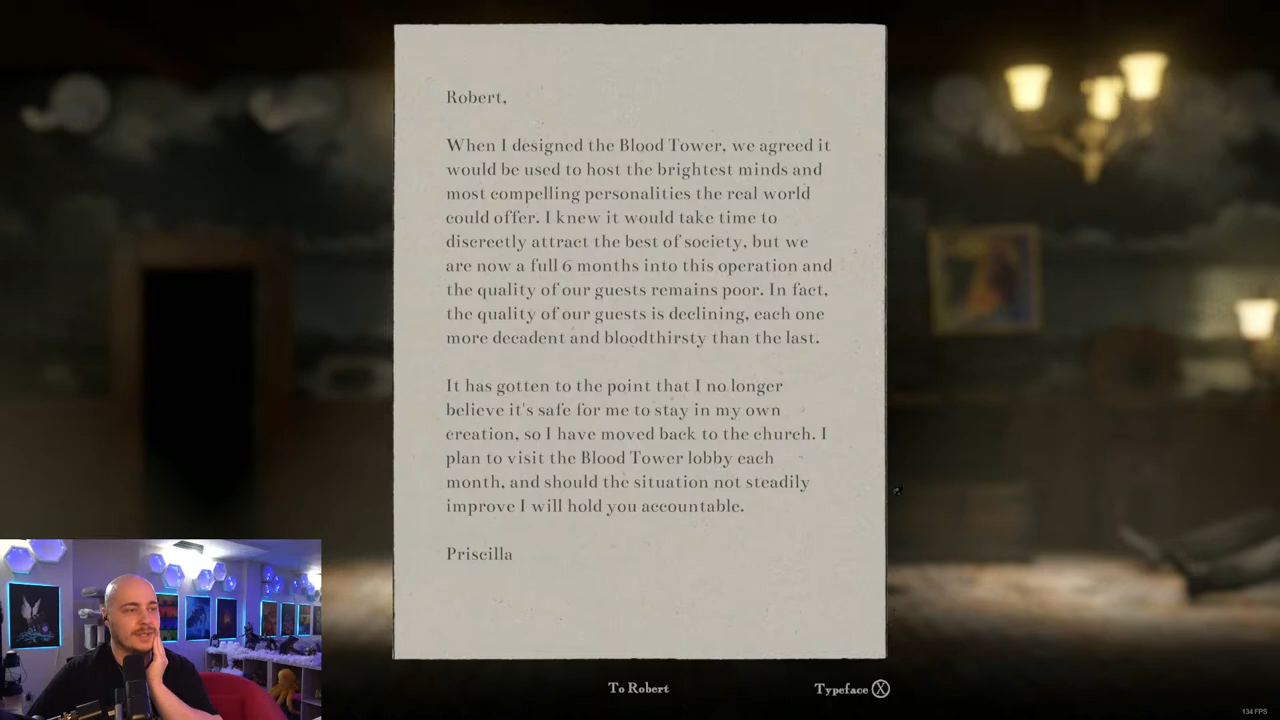 Robert,
When I designed the Blood Tower, we agreed it
would be used to host the brightest minds and
most compelling personalities the real world
could offer. I knew it would take time to
discreetly attract the best of society, but we
are now a full 6 months into this operation and
the quality of our guests remains poor. In fact,
the quality of our guests is declining, each one
more decadent and bloodthirsty than the last.
It has gotten to the point that I no longer
believe it's safe for me to stay in my own
creation, so I have moved back to the church. I
plan to visit the Blood Tower lobby each
month, and should the situation not steadily
improve I will hold you accountable.
Priscilla
To Robert
Typeface X
134 FPS